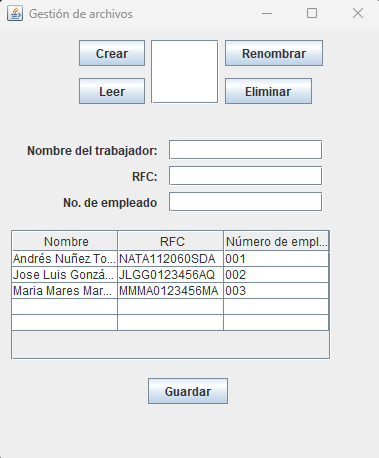 Gestión de archivos
Crear Renombrar
Leer Eliminar
Nombre del trabajador:
RFC:
No. de empleado
Nombre RFC Número de empl...
Andrés Nuñez To... NATA112060SDA 001
Jose Luis Gonzá... JLGG0123456AQ 002
Maria Mares Mar... MMMA0123456MA 003
Guardar